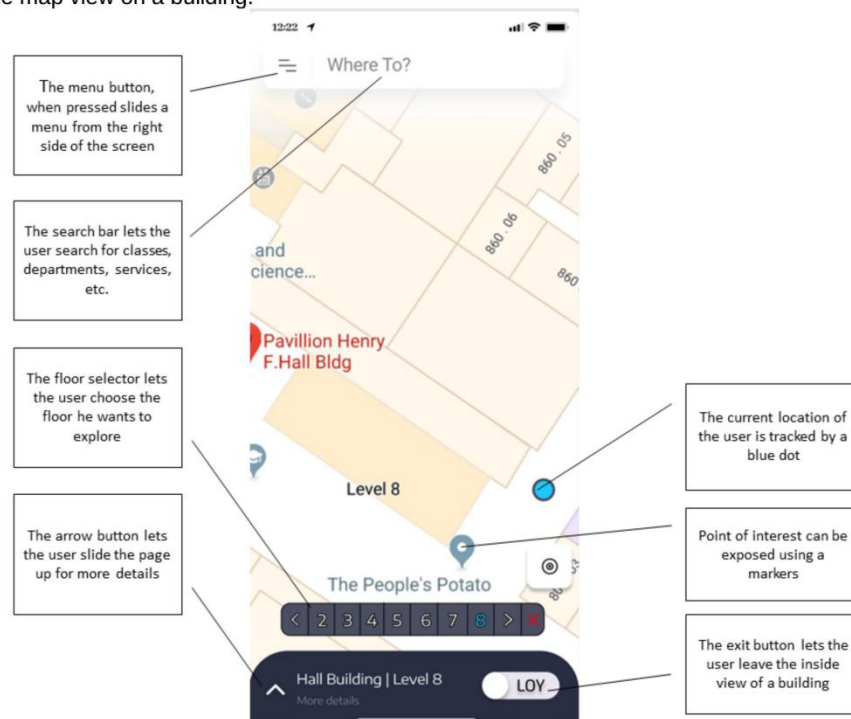 e map view on a building.
12:22
Where To?
The menu button,
when pressed slides a
menu from the right
side of the screen
860.05
860.06
The search bar lets the
user search for classes,
departments, services,
etc.
and
cience...
860
Pavillion Henry
F.Hall Bldg
The floor selector lets
the user choose the
floor he wants to
explore
The current location of
the user is tracked by a
blue dot
Level 8
The arrow button lets
the user slide the page
up for more details
Point of interest can be
exposed using a
markers
The People's Potato
< 2 3 4 5 6 7 8 > X
The exit button lets the
user leave the inside
view of a building
Hall Building | Level 8
LOY
More details